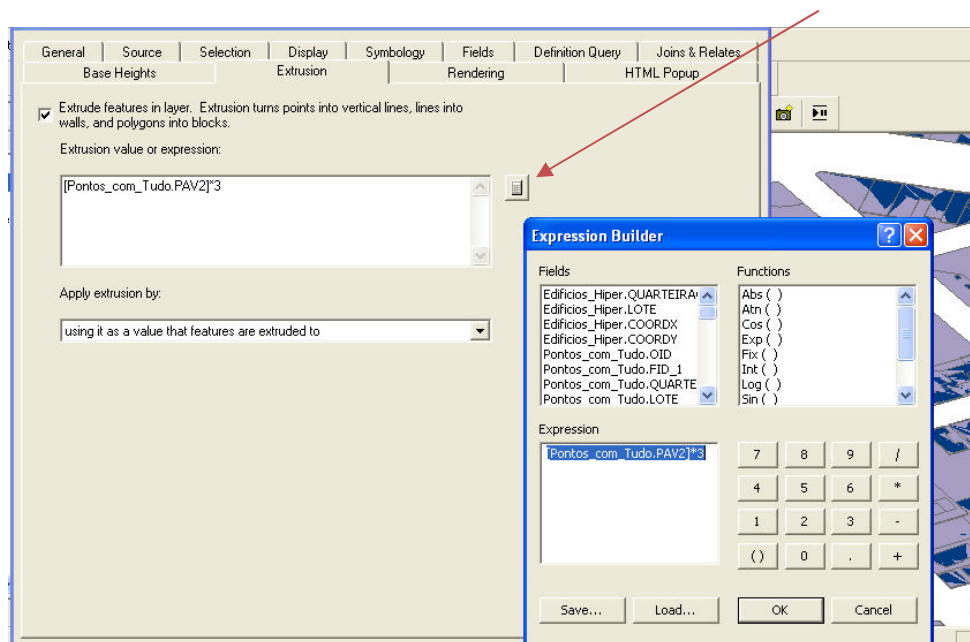 General Source Selection Display Symbology Fields Definition Query Joins & Relates
Base Heights Extrusion Rendering HTML Popup
Extrude features in layer. Extrusion turns points into vertical lines, lines into
walls, and polygons into blocks.
Extrusion value or expression:
[Pontos_com_Tudo.PAV2]*3
Apply extrusion by:
using it as a value that features are extruded to
Expression Builder
Fields
Edificios_Hiper.QUARTEIRA
Edificios_Hiper.LOTE
Edificios_Hiper.COORDX
Edificios_Hiper.COORDY
Pontos_com_Tudo.OID
Pontos_com_Tudo.FID_1
Pontos_com_Tudo.QUARTE
Pontos_com_Tudo.LOTE
Functions
Abs ( )
Atn ( )
Cos ( )
Exp ( )
Fix ( )
Int ( )
Log ( )
Sin ( )
Expression
[Pontos_com_Tudo.PAV2]*3
7 8 9 /
4 5 6 *
1 2 3 -
( ) 0 . +
Save... Load... OK Cancel